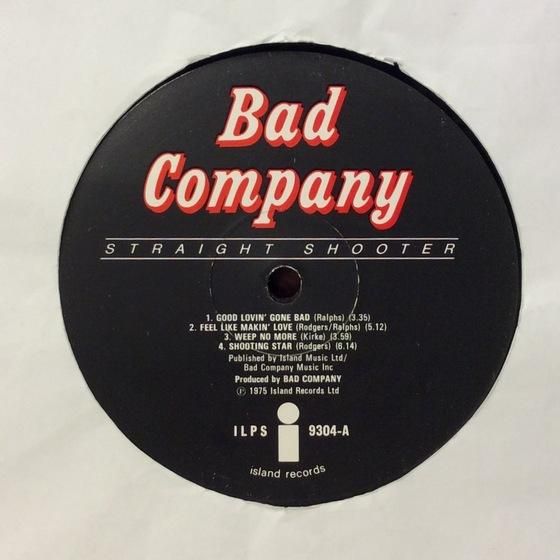 Bad
Company
STRAIGHT SHOOTER
1. GOOD LOVIN' GONE BAD (Ralphs) (3.35)
2. FEEL LIKE MAKIN' LOVE (Rodgers/Ralphs) (5.12)
3. WEEP NO MORE (Kirke) (3.59)
4. SHOOTING STAR (Rodgers) (6.14)
Published by Island Music Ltd/
Bad Company Music Inc
Produced by BAD COMPANY
Ⓟ 1975 Island Records Ltd
ILPS i 9304-A
island records